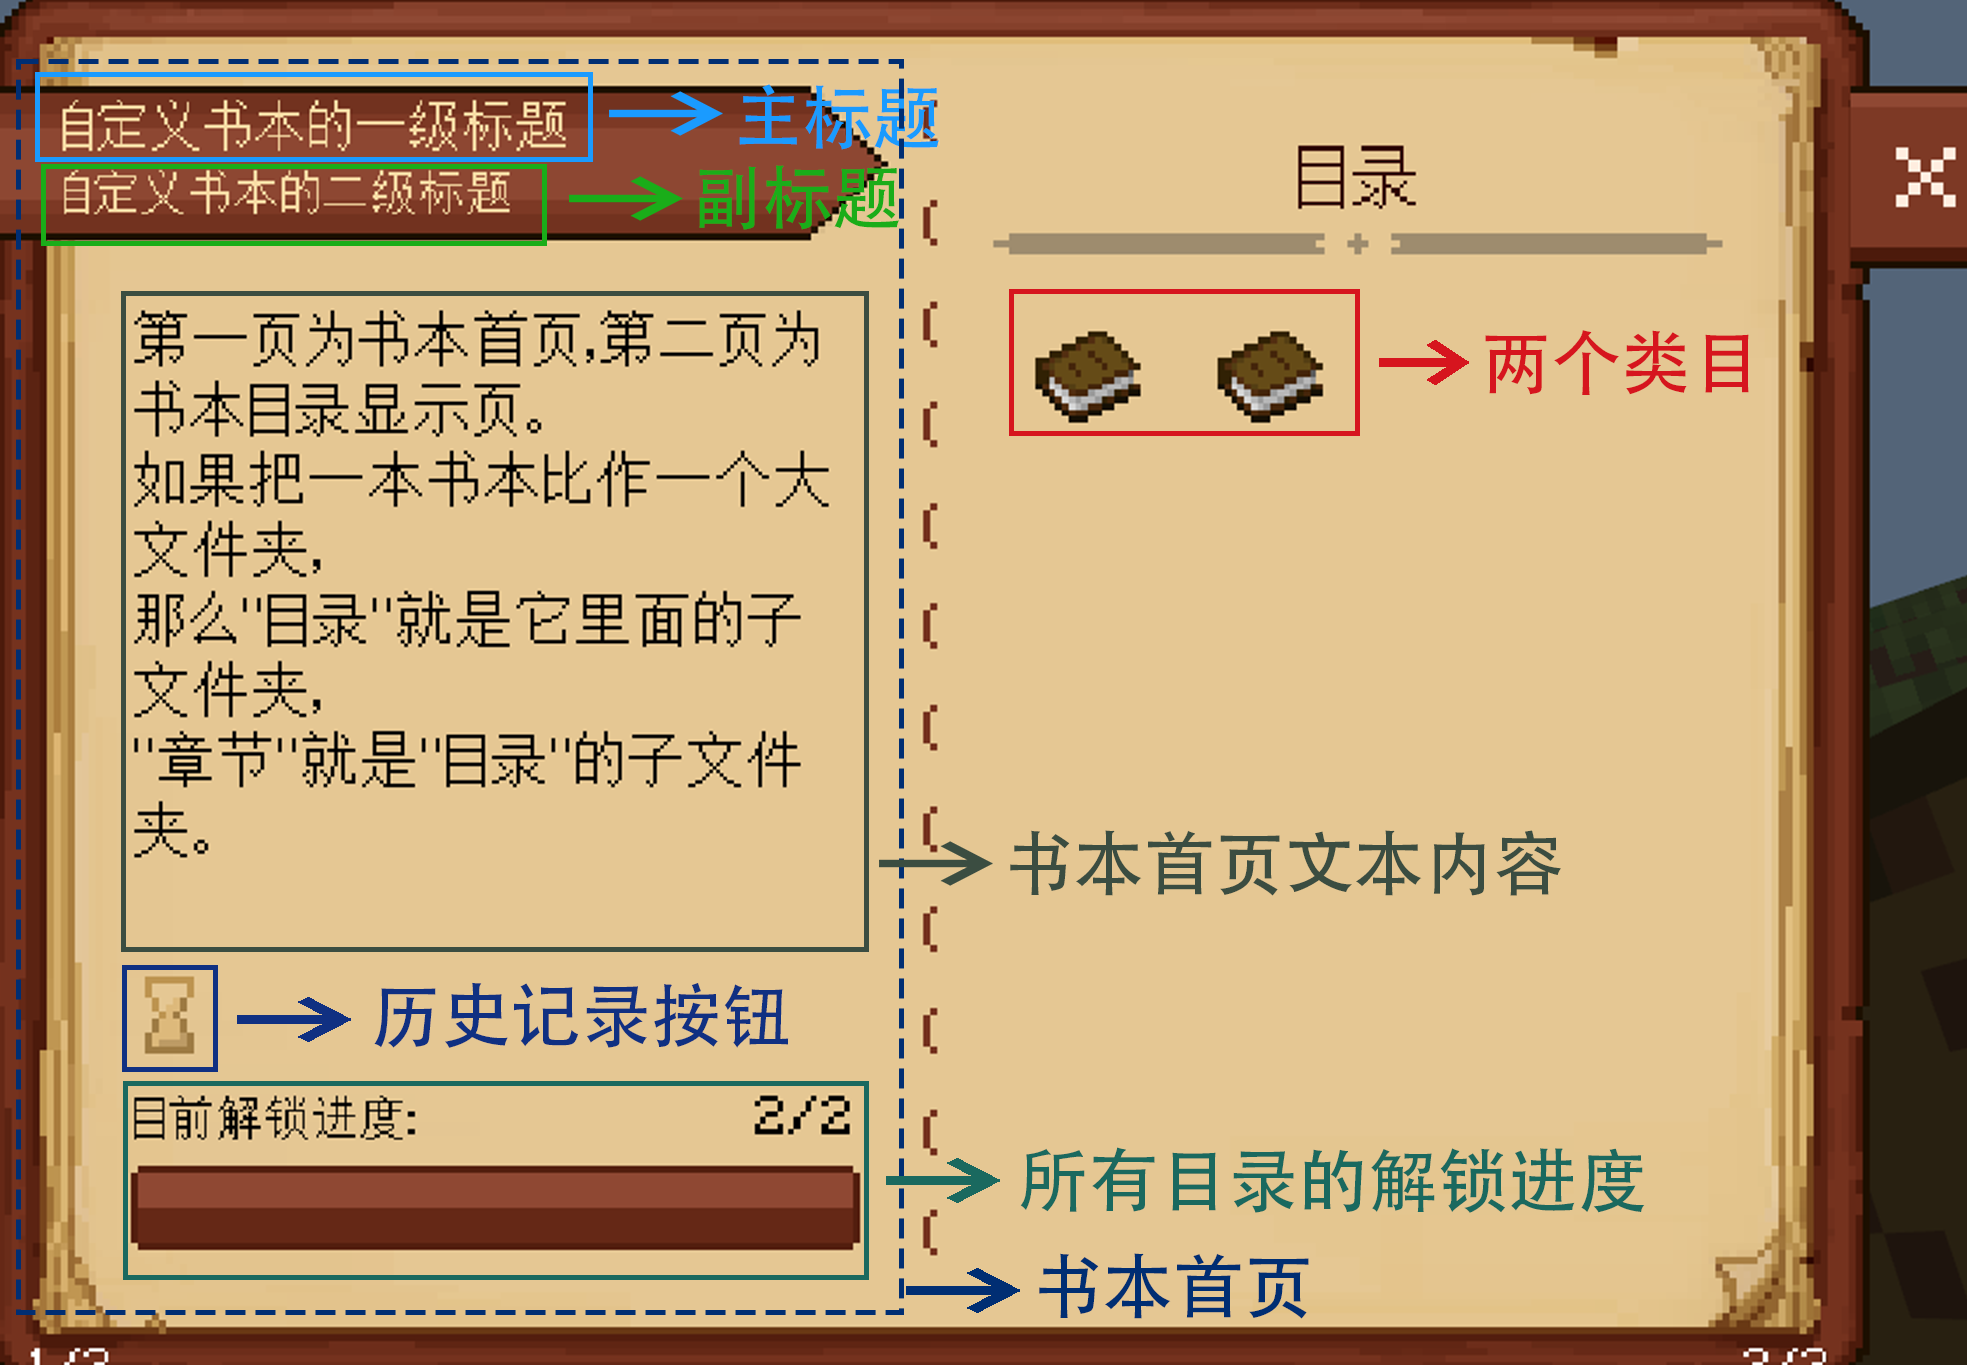 自定义书本的一级标题
主标题
自定义书本的二级标题
副标题
第一页为书本首页,第二页为
书本目录显示页。
如果把一本书本比作一个大
文件夹,
那么"目录"就是它里面的子
文件夹,
"章节"就是"目录"的子文件
夹。
书本首页文本内容
历史记录按钮
目前解锁进度:
2/2
所有目录的解锁进度
书本首页
目录
两个类目